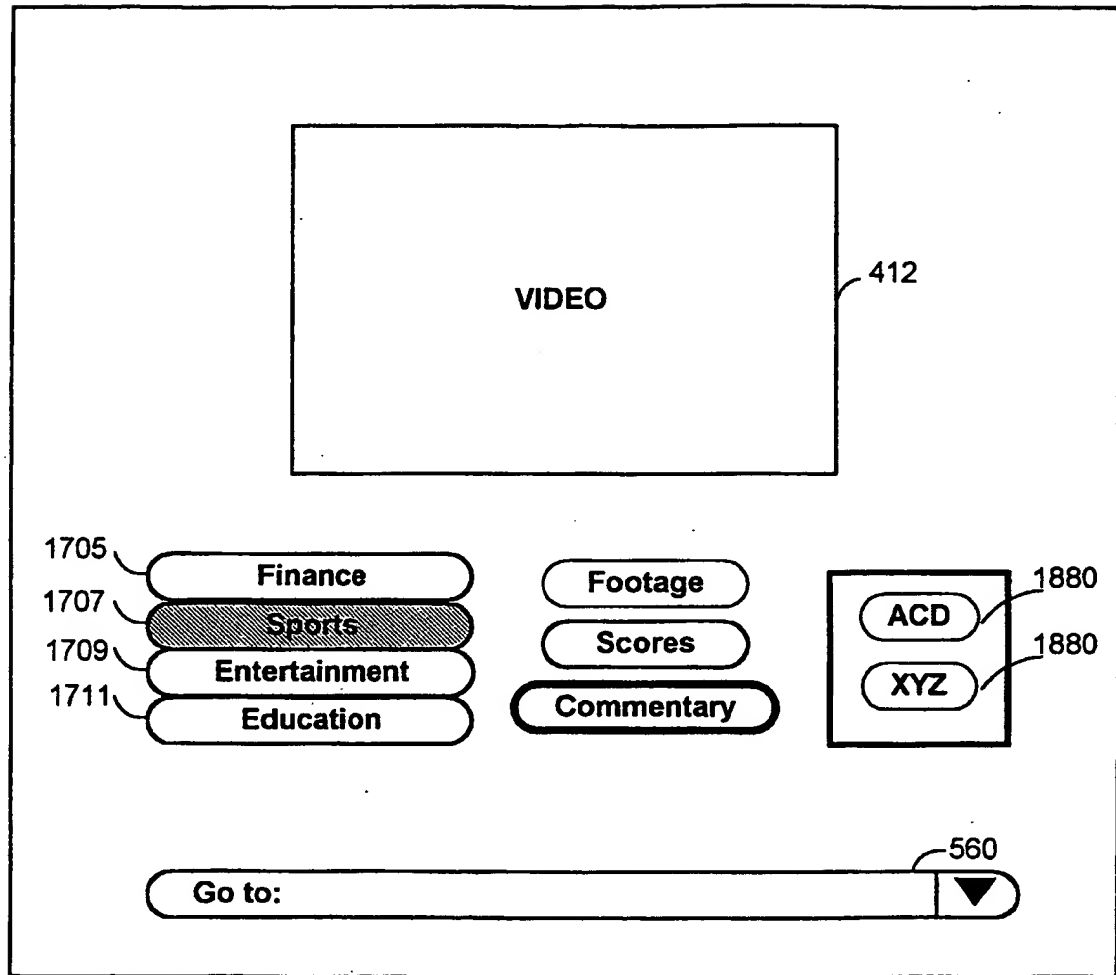 VIDEO
412
1705
Finance
1707
Sports
1709
Entertainment
1711
Education
Footage
Scores
Commentary
ACD
1880
XYZ
1880
560
Go to: